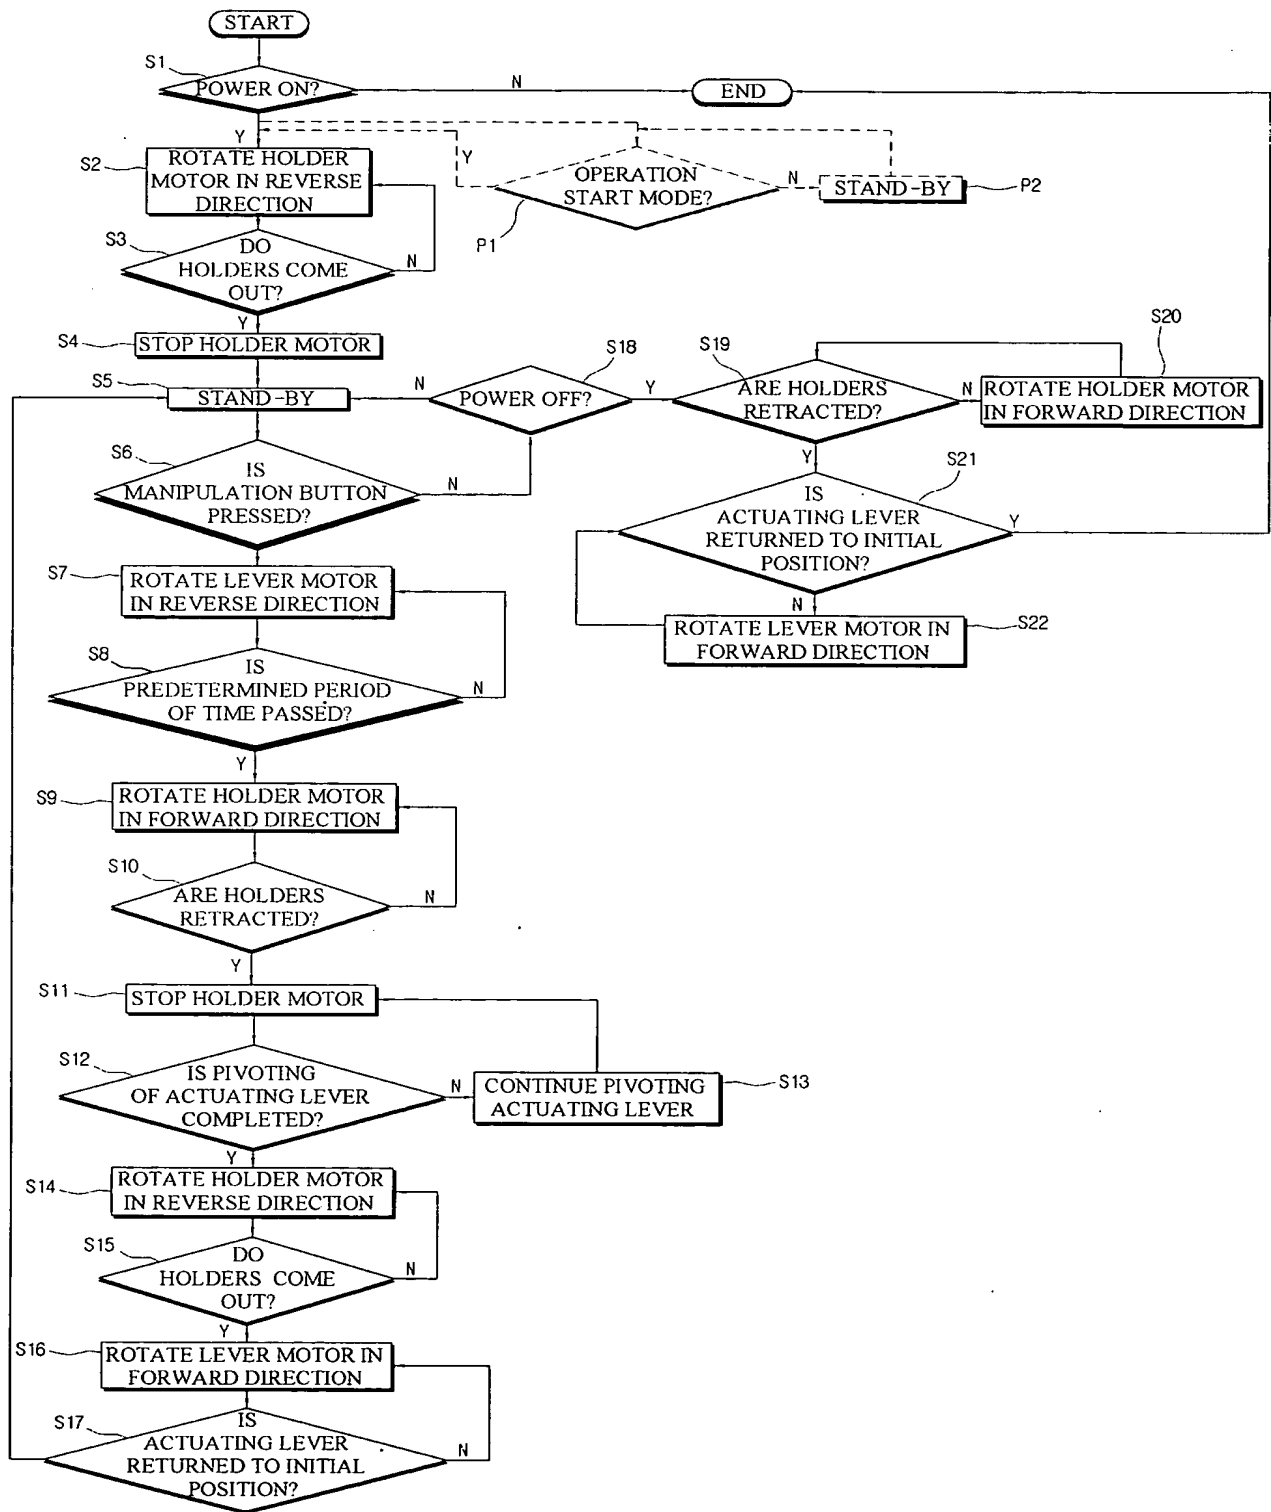 START
S1
POWER ON?
N
END
Y
S2
ROTATE HOLDER
MOTOR IN REVERSE
DIRECTION
Y
OPERATION
START MODE?
N
STAND-BY
P2
P1
S3
DO
HOLDERS COME
OUT?
N
Y
S4
STOP HOLDER MOTOR
S5
STAND-BY
N
S18
POWER OFF?
Y
S19
ARE HOLDERS
RETRACTED?
N
S20
ROTATE HOLDER MOTOR
IN FORWARD DIRECTION
Y
S6
IS
MANIPULATION BUTTON
PRESSED?
N
S21
IS
ACTUATING LEVER
RETURNED TO INITIAL
POSITION?
Y
N
S22
ROTATE LEVER MOTOR IN
FORWARD DIRECTION
S7
ROTATE LEVER MOTOR
IN REVERSE DIRECTION
S8
IS
PREDETERMINED PERIOD
OF TIME PASSED?
N
Y
S9
ROTATE HOLDER MOTOR
IN FORWARD DIRECTION
S10
ARE HOLDERS
RETRACTED?
N
Y
S11
STOP HOLDER MOTOR
S12
IS PIVOTING
OF ACTUATING LEVER
COMPLETED?
N
CONTINUE PIVOTING
ACTUATING LEVER
S13
Y
S14
ROTATE HOLDER MOTOR
IN REVERSE DIRECTION
S15
DO
HOLDERS COME
OUT?
N
Y
S16
ROTATE LEVER MOTOR IN
FORWARD DIRECTION
S17
IS
ACTUATING LEVER
RETURNED TO INITIAL
POSITION?
N